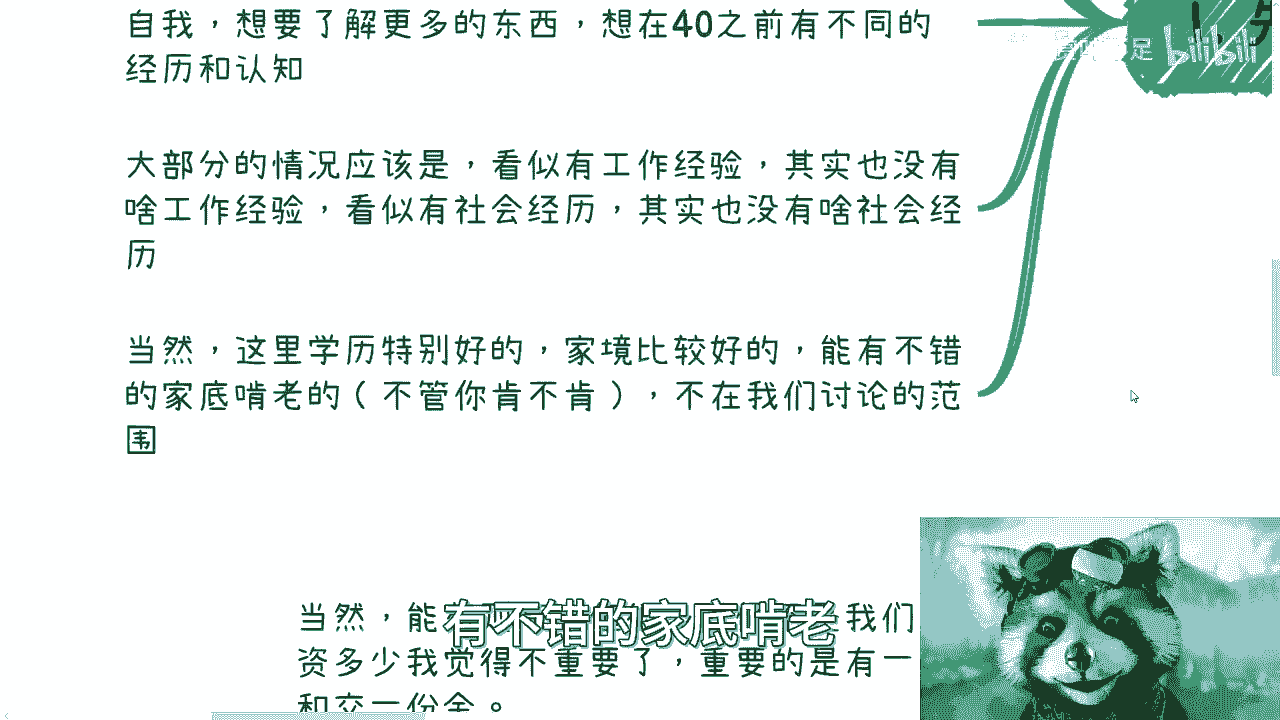 自我，想要了解更多的东西，想在40之前有不同的
经历和认知
bilibili
大部分的情况应该是，看似有工作经验，其实也没有
啥工作经验，看似有社会经历，其实也没有啥社会经
历
当然，这里学历特别好的，家境比较好的，能有不错
的家底啃老的（不管你肯不肯），不在我们讨论的范
围
当然，能
我们
有不错的家底啃老
资多少我觉得不重要了，重要的是有一
和交一份金。